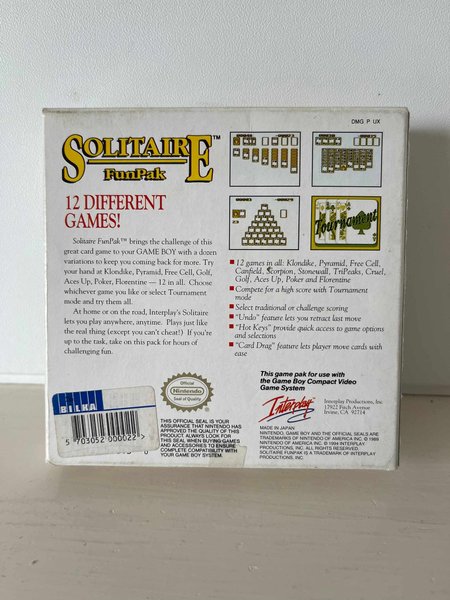 DMG P UX
SOLITAIRE™
FunPak
12 DIFFERENT
GAMES!
Solitaire FunPak™ brings the challenge of this
great card game to your GAME BOY with a dozen
variations to keep you coming back for more. Try
your hand at Klondike, Pyramid, Free Cell, Golf,
Aces Up, Poker, Florentine — 12 in all. Choose
whichever game you like or select Tournament
mode and try them all.
At home or on the road, Interplay's Solitaire
lets you play anywhere, anytime. Plays just like
the real thing (except you can't cheat!) If you're
up to the task, take on this pack for hours of
challenging fun.
Tournament
12 games in all: Klondike, Pyramid, Free Cell,
Canfield, Scorpion, Stonewall, TriPeaks, Cruel,
Golf, Aces Up, Poker and Florentine
Compete for a high score with Tournament
mode
Select traditional or challenge scoring
"Undo" feature lets you retract last move
"Hot Keys" provide quick access to game options
and selections
"Card Drag" feature lets player move cards with
ease
This game pak for use with
the Game Boy Compact Video
Game System
Interplay™
Interplay Productions, Inc.
17922 Fitch Avenue
Irvine, CA 92714
BILKA
5 703052 000022
Official
Nintendo
Seal of Quality
THIS OFFICIAL SEAL IS YOUR
ASSURANCE THAT NINTENDO
HAS APPROVED THE QUALITY OF THIS
PRODUCT. ALWAYS LOOK FOR
THIS SEAL WHEN BUYING GAMES
AND ACCESSORIES TO ENSURE
COMPLETE COMPATIBILITY WITH
YOUR GAME BOY SYSTEM.
MADE IN JAPAN
NINTENDO, GAME BOY AND THE OFFICIAL SEALS ARE
TRADEMARKS OF NINTENDO OF AMERICA INC. © 1989
NINTENDO OF AMERICA INC. © 1994 INTERPLAY
PRODUCTIONS, INC. ALL RIGHTS RESERVED.
SOLITAIRE FUNPAK IS A TRADEMARK OF INTERPLAY
PRODUCTIONS, INC.